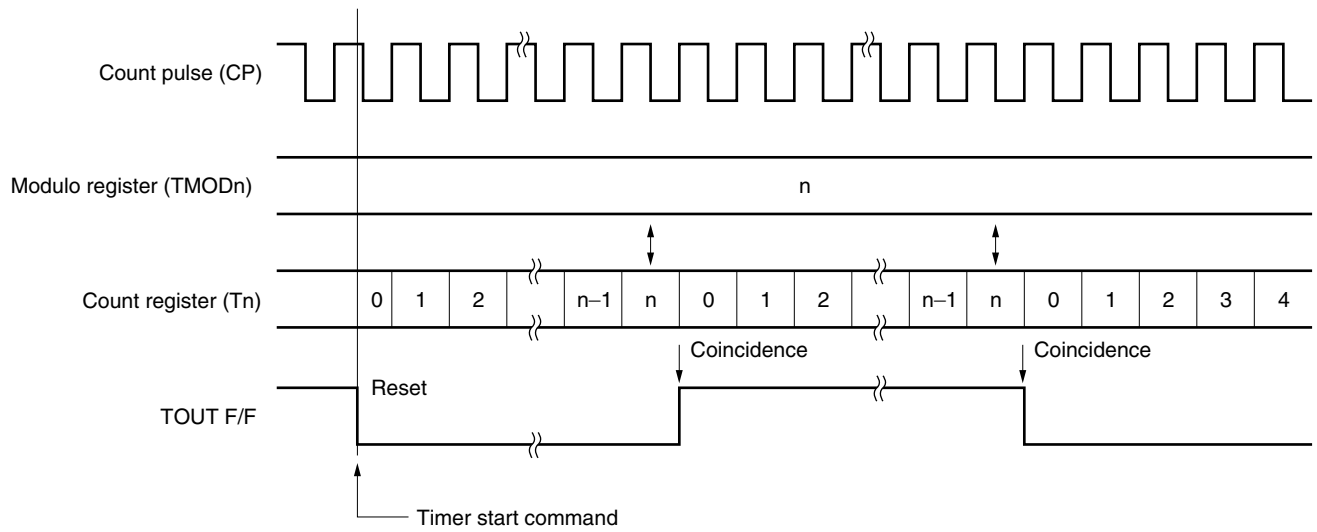 Count pulse (CP)
Modulo register (TMODn)
n
Count register (Tn)
0 1 2 n–1 n 0 1 2 n–1 n 0 1 2 3 4
Coincidence Coincidence
Reset
TOUT F/F
Timer start command